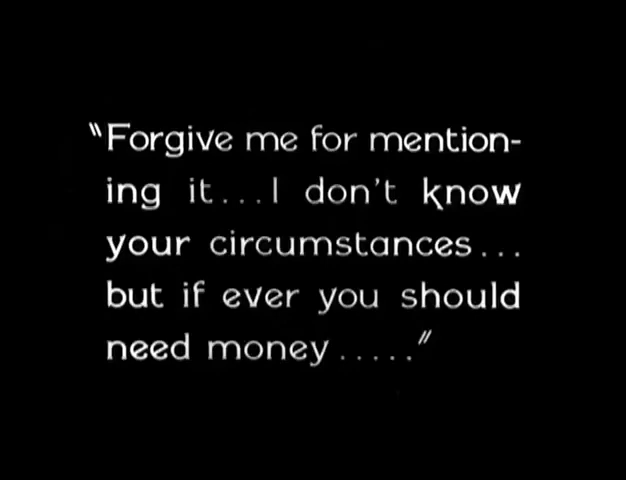 "Forgive me for mention-
ing it...I don't know
your circumstances...
but if ever you should
need money ....."